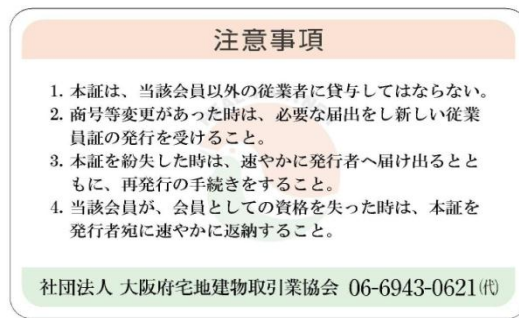 注意事項
1. 本証は、当該会員以外の従業者に貸与してはならない。
2. 商号等変更があった時は、必要な届出をし新しい従業
員証の発行を受けること。
3. 本証を紛失した時は、速やかに発行者へ届け出るとと
もに、再発行の手続きをすること。
4. 当該会員が、会員としての資格を失った時は、本証を
発行者宛に速やかに返納すること。
社団法人 大阪府宅地建物取引業協会 06-6943-0621㈹